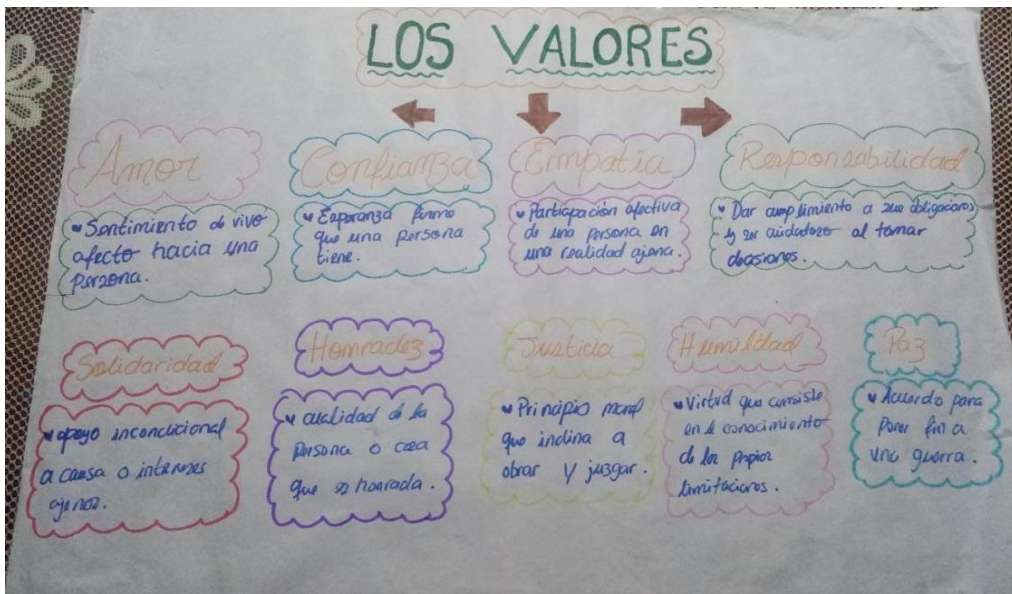 LOS VALORES
Amor
Sentimiento de vivo
afecto hacia una
persona.
Confianza
Esperanza firme
que una persona
tiene.
Empatia
Participación afectiva
de una persona en
una realidad ajena.
Responsabilidad
Dar cumplimiento a sus obligaciones
y ser cuidadoso al tomar
decisiones.
Solidaridad
apoyo incondicional
a causa o intereses
ajenos.
Honradez
cualidad de la
persona o cosa
que es honrada.
Justicia
Principio moral
que inclina a
obrar y juzgar.
Humildad
Virtud que consiste
en el conocimiento
de las propias
limitaciones.
Paz
Acuerdo para
poner fin a
una guerra.